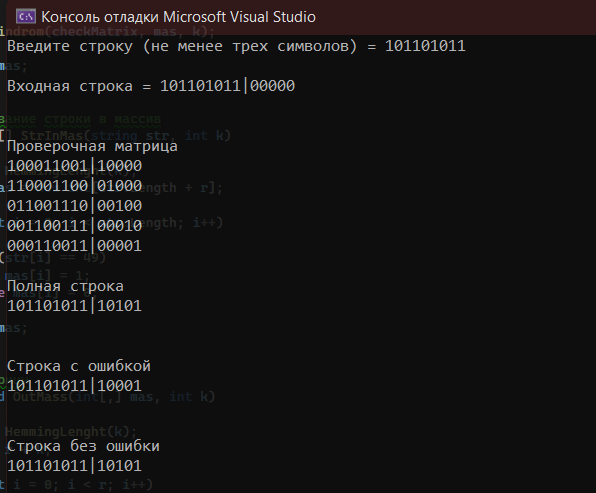 Консоль отладки Microsoft Visual Studio
Введите строку (не менее трех символов) = 101101011
Входная строка = 101101011|00000
Проверочная матрица
100011001|10000
110001100|01000
011001110|00100
001100111|00010
000110011|00001
Полная строка
101101011|10101
Строка с ошибкой
101101011|10001
Строка без ошибки
101101011|10101